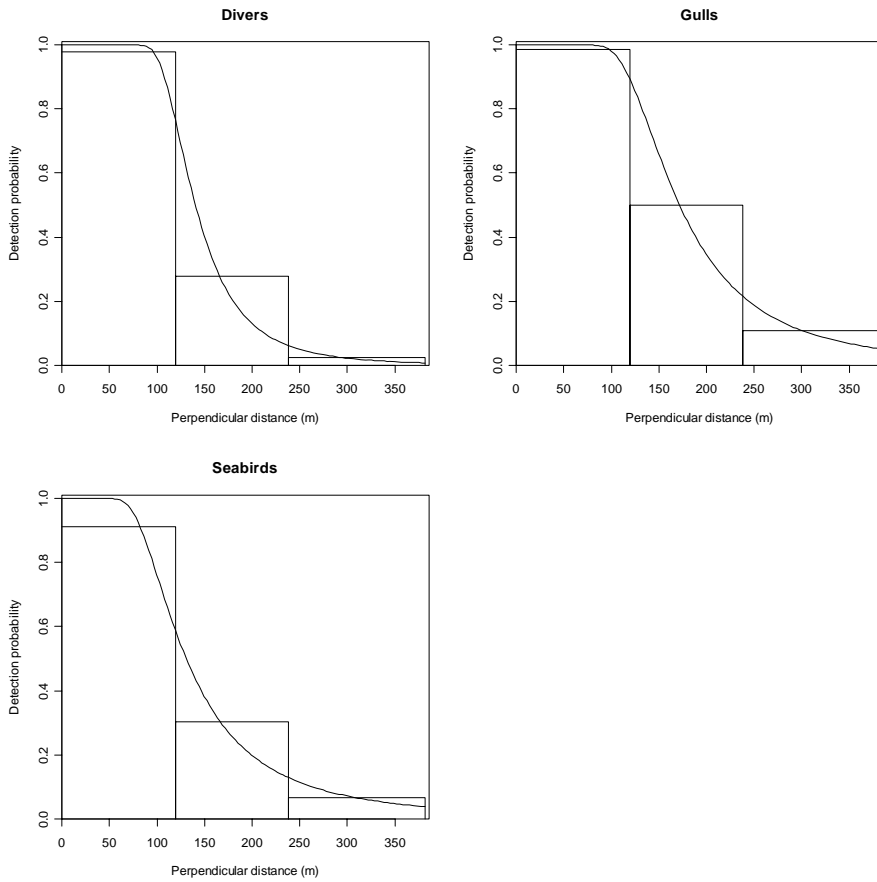 Divers
Detection probability
0.0 0.2 0.4 0.6 0.8 1.0
0 50 100 150 200 250 300 350
Perpendicular distance (m)
Gulls
Detection probability
0.0 0.2 0.4 0.6 0.8 1.0
0 50 100 150 200 250 300 350
Perpendicular distance (m)
Seabirds
Detection probability
0.0 0.2 0.4 0.6 0.8 1.0
0 50 100 150 200 250 300 350
Perpendicular distance (m)